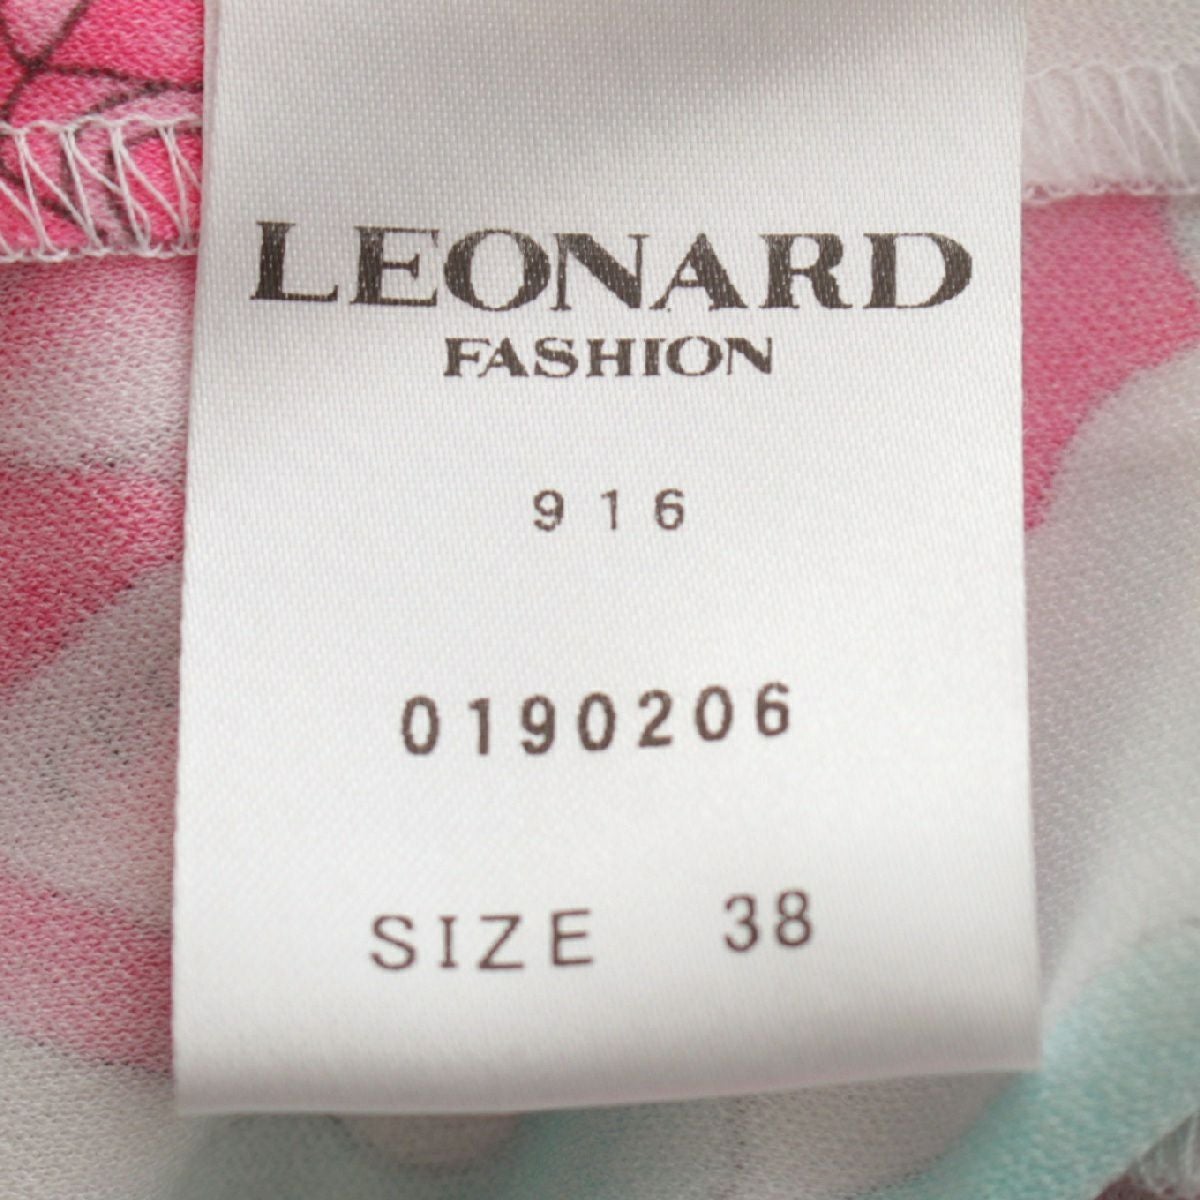 LEONARD
FASHION
916
0190206
SIZE 38